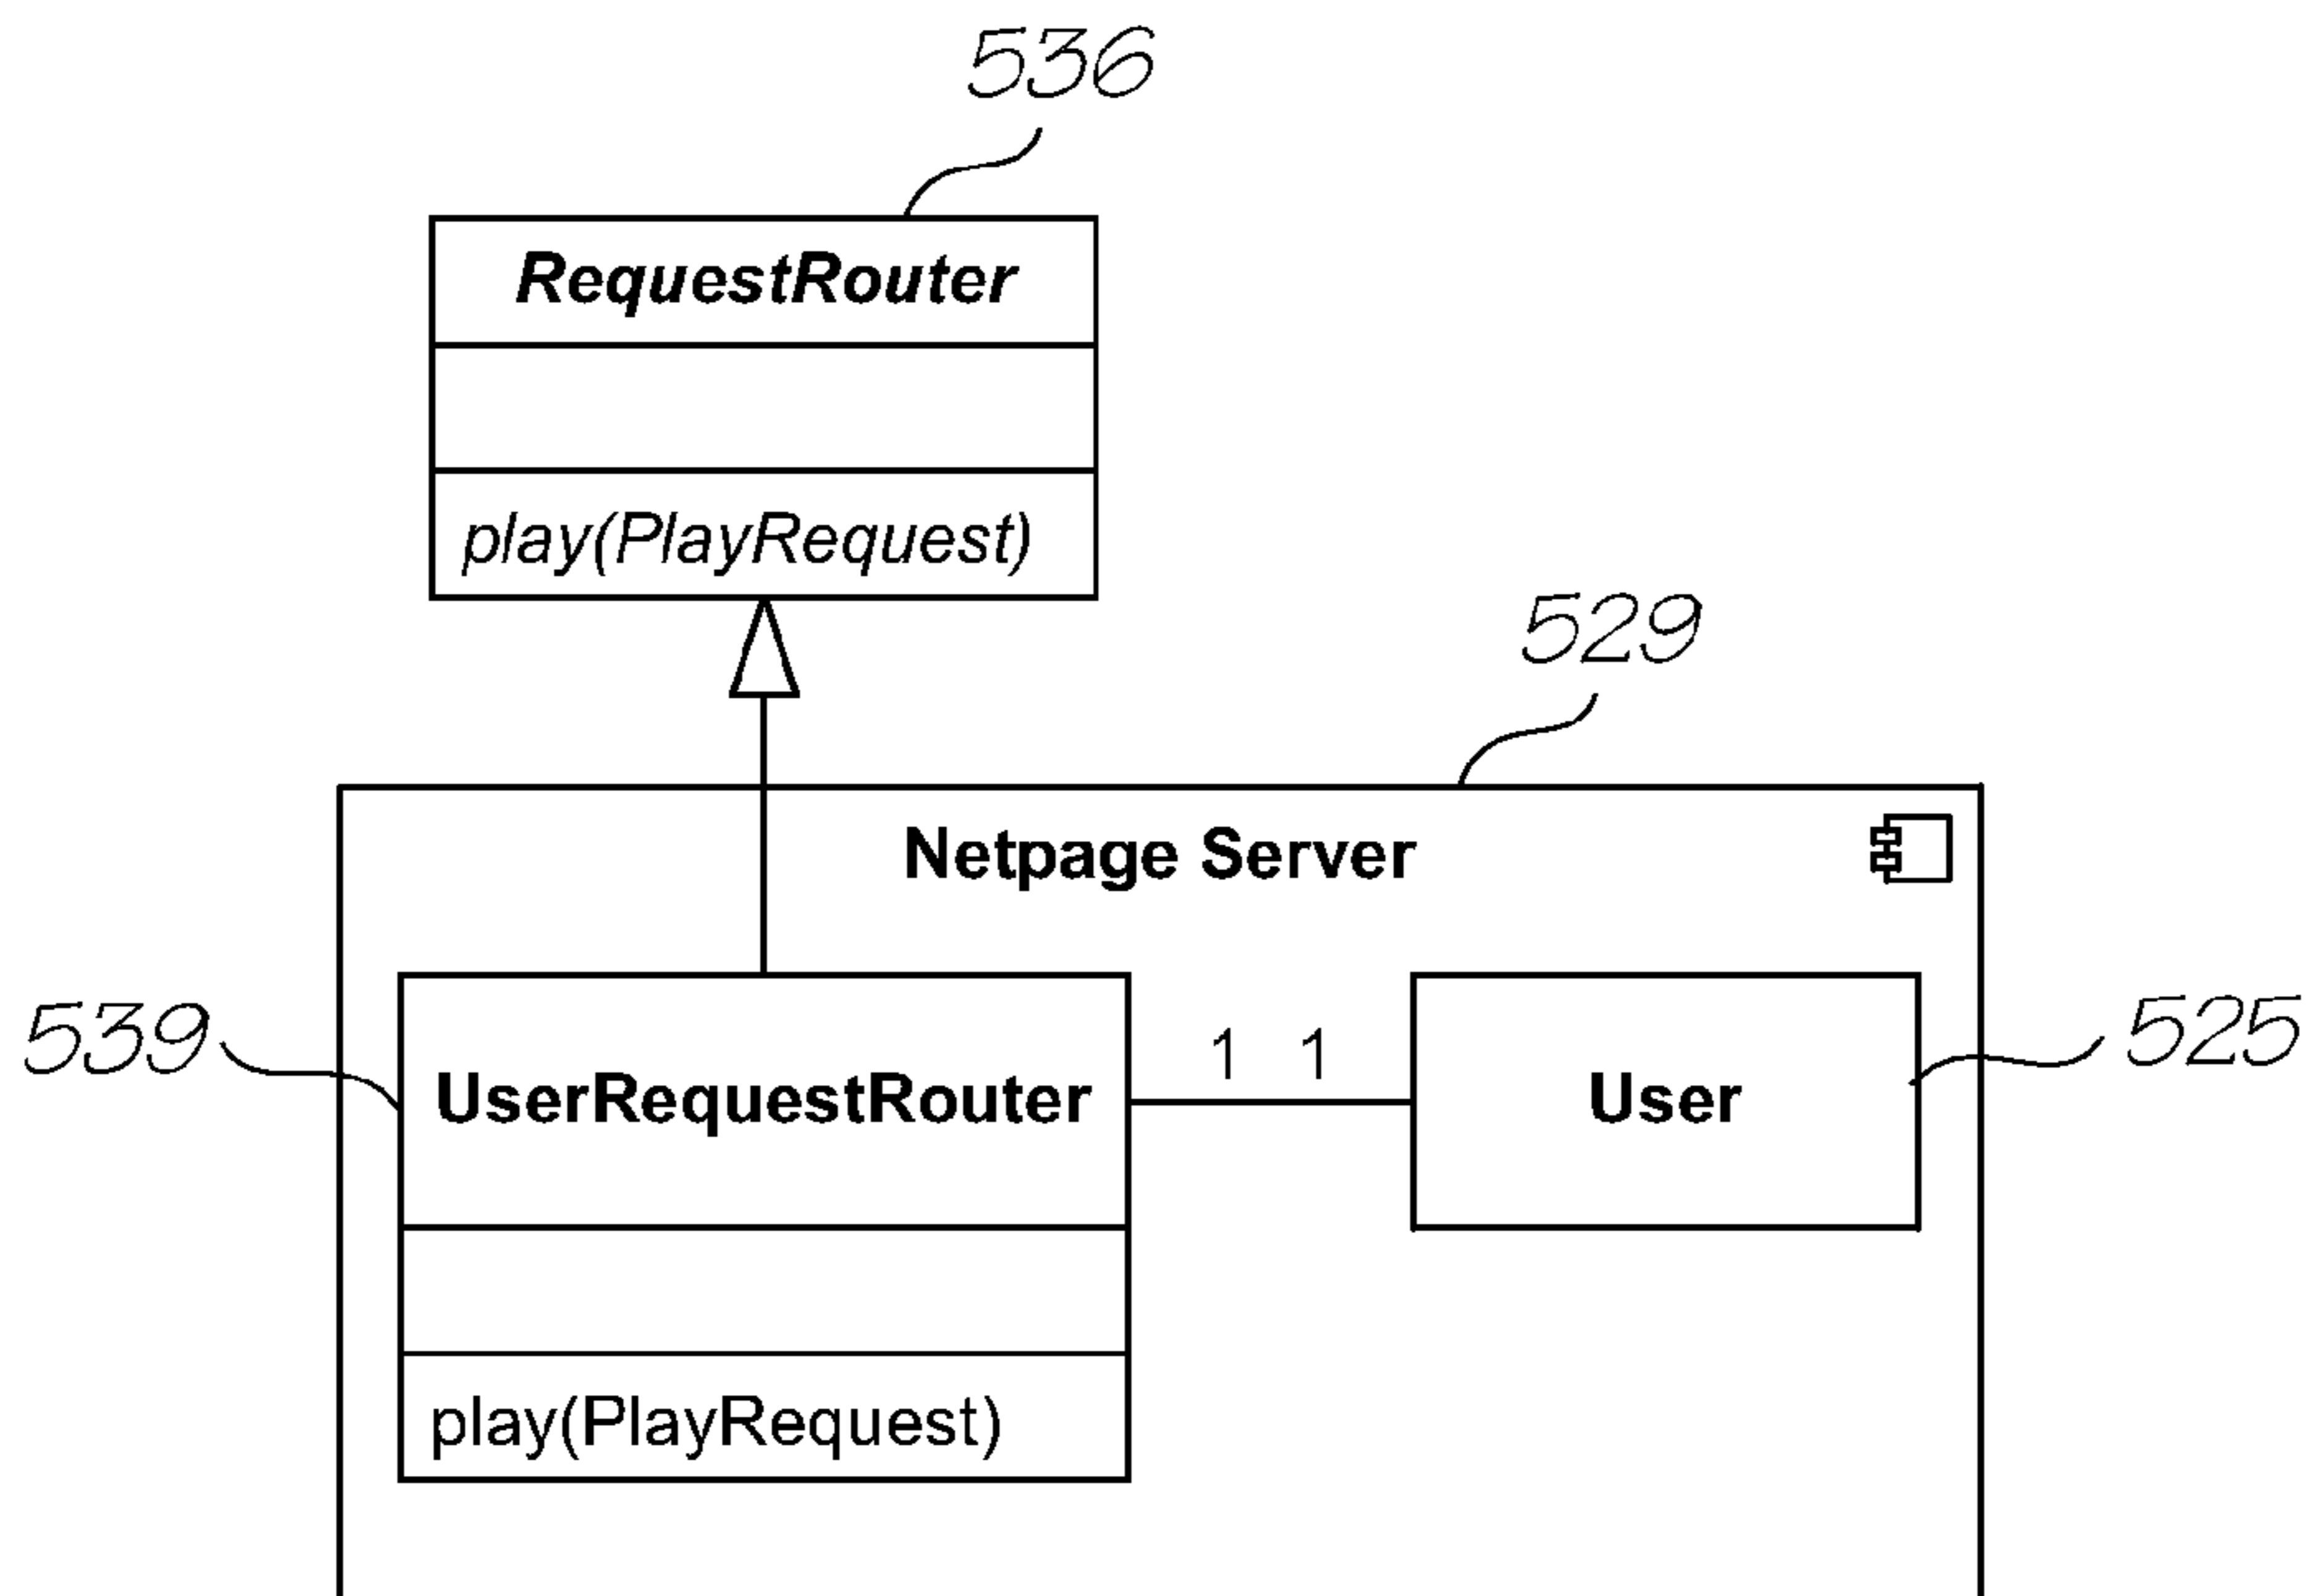 536
RequestRouter
play(PlayRequest)
529
Netpage Server
539
UserRequestRouter
1 1
User
525
play(PlayRequest)